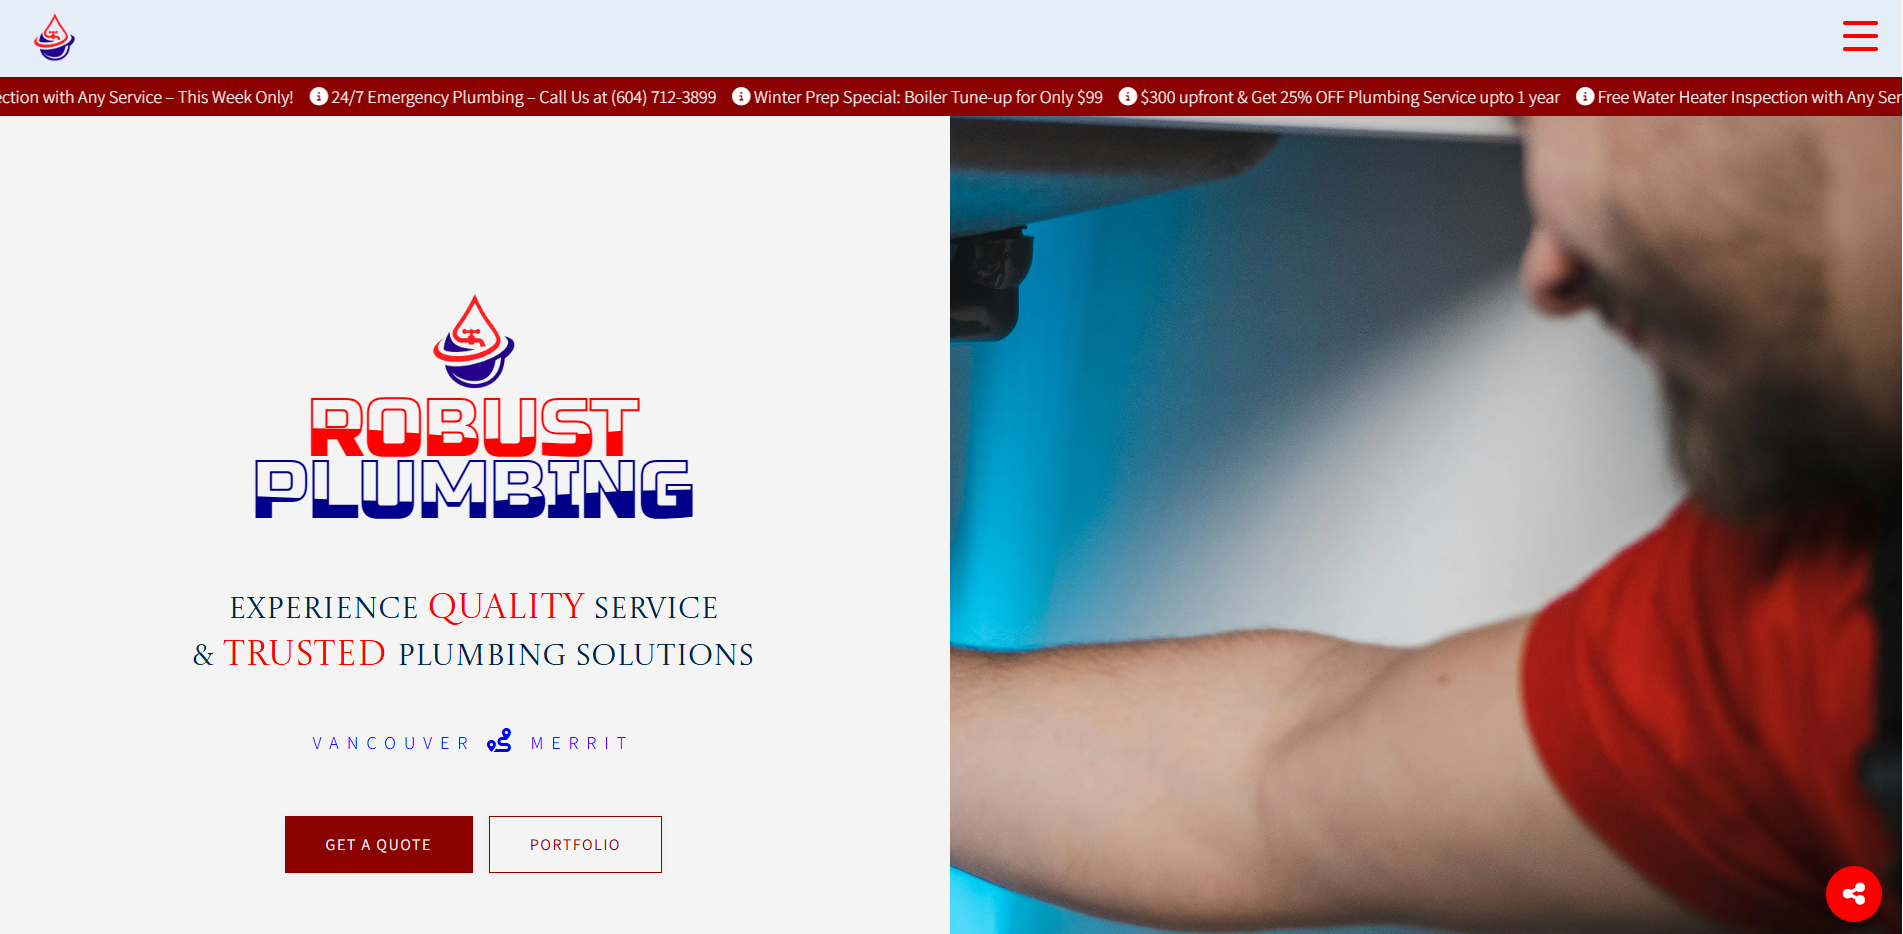 ction with Any Service – This Week Only! 24/7 Emergency Plumbing – Call Us at (604) 712-3899 Winter Prep Special: Boiler Tune-up for Only $99 $300 upfront & Get 25% OFF Plumbing Service upto 1 year Free Water Heater Inspection with Any Ser
ROBUST
PLUMBING
EXPERIENCE QUALITY SERVICE
& TRUSTED PLUMBING SOLUTIONS
VANCOUVER MERRIT
GET A QUOTE PORTFOLIO